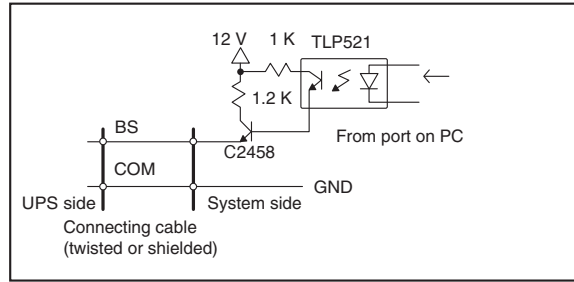 12 V 1 K TLP521
1.2 K
From port on PC
BS
C2458
COM
GND
UPS side System side
Connecting cable
(twisted or shielded)